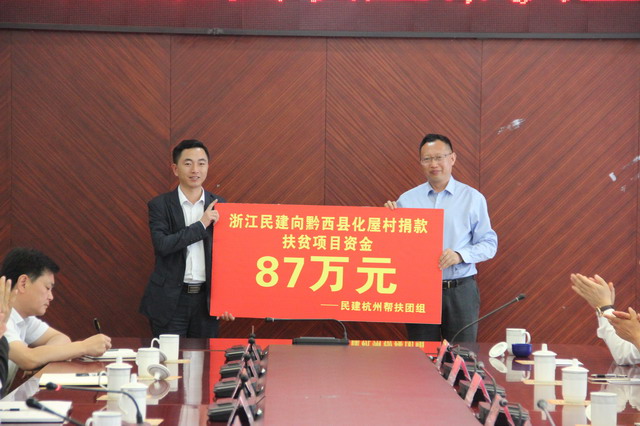 浙江民建向黔西县化屋村捐款
扶贫项目资金
87万元
——民建杭州帮扶团组